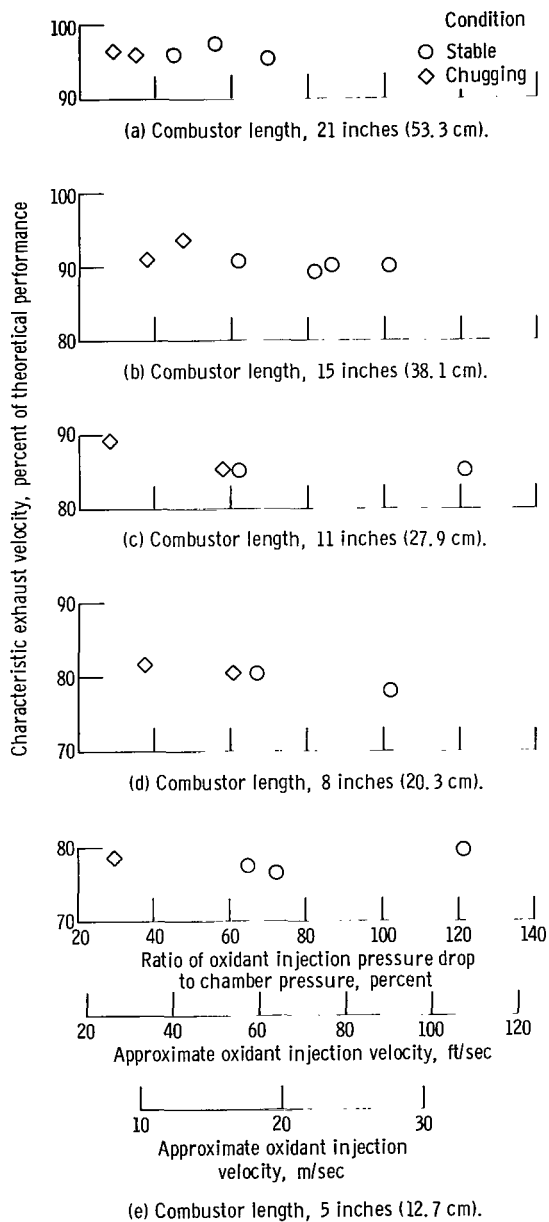 Condition
Stable
Chugging
100
90
(a) Combustor length, 21 inches (53.3 cm).
Characteristic exhaust velocity, percent of theoretical performance
100
90
80
(b) Combustor length, 15 inches (38.1 cm).
90
80
(c) Combustor length, 11 inches (27.9 cm).
90
80
70
(d) Combustor length, 8 inches (20.3 cm).
80
70
20 40 60 80 100 120 140
Ratio of oxidant injection pressure drop
to chamber pressure, percent
20 40 60 80 100 120
Approximate oxidant injection velocity, ft/sec
10 20 30
Approximate oxidant injection
velocity, m/sec
(e) Combustor length, 5 inches (12.7 cm).